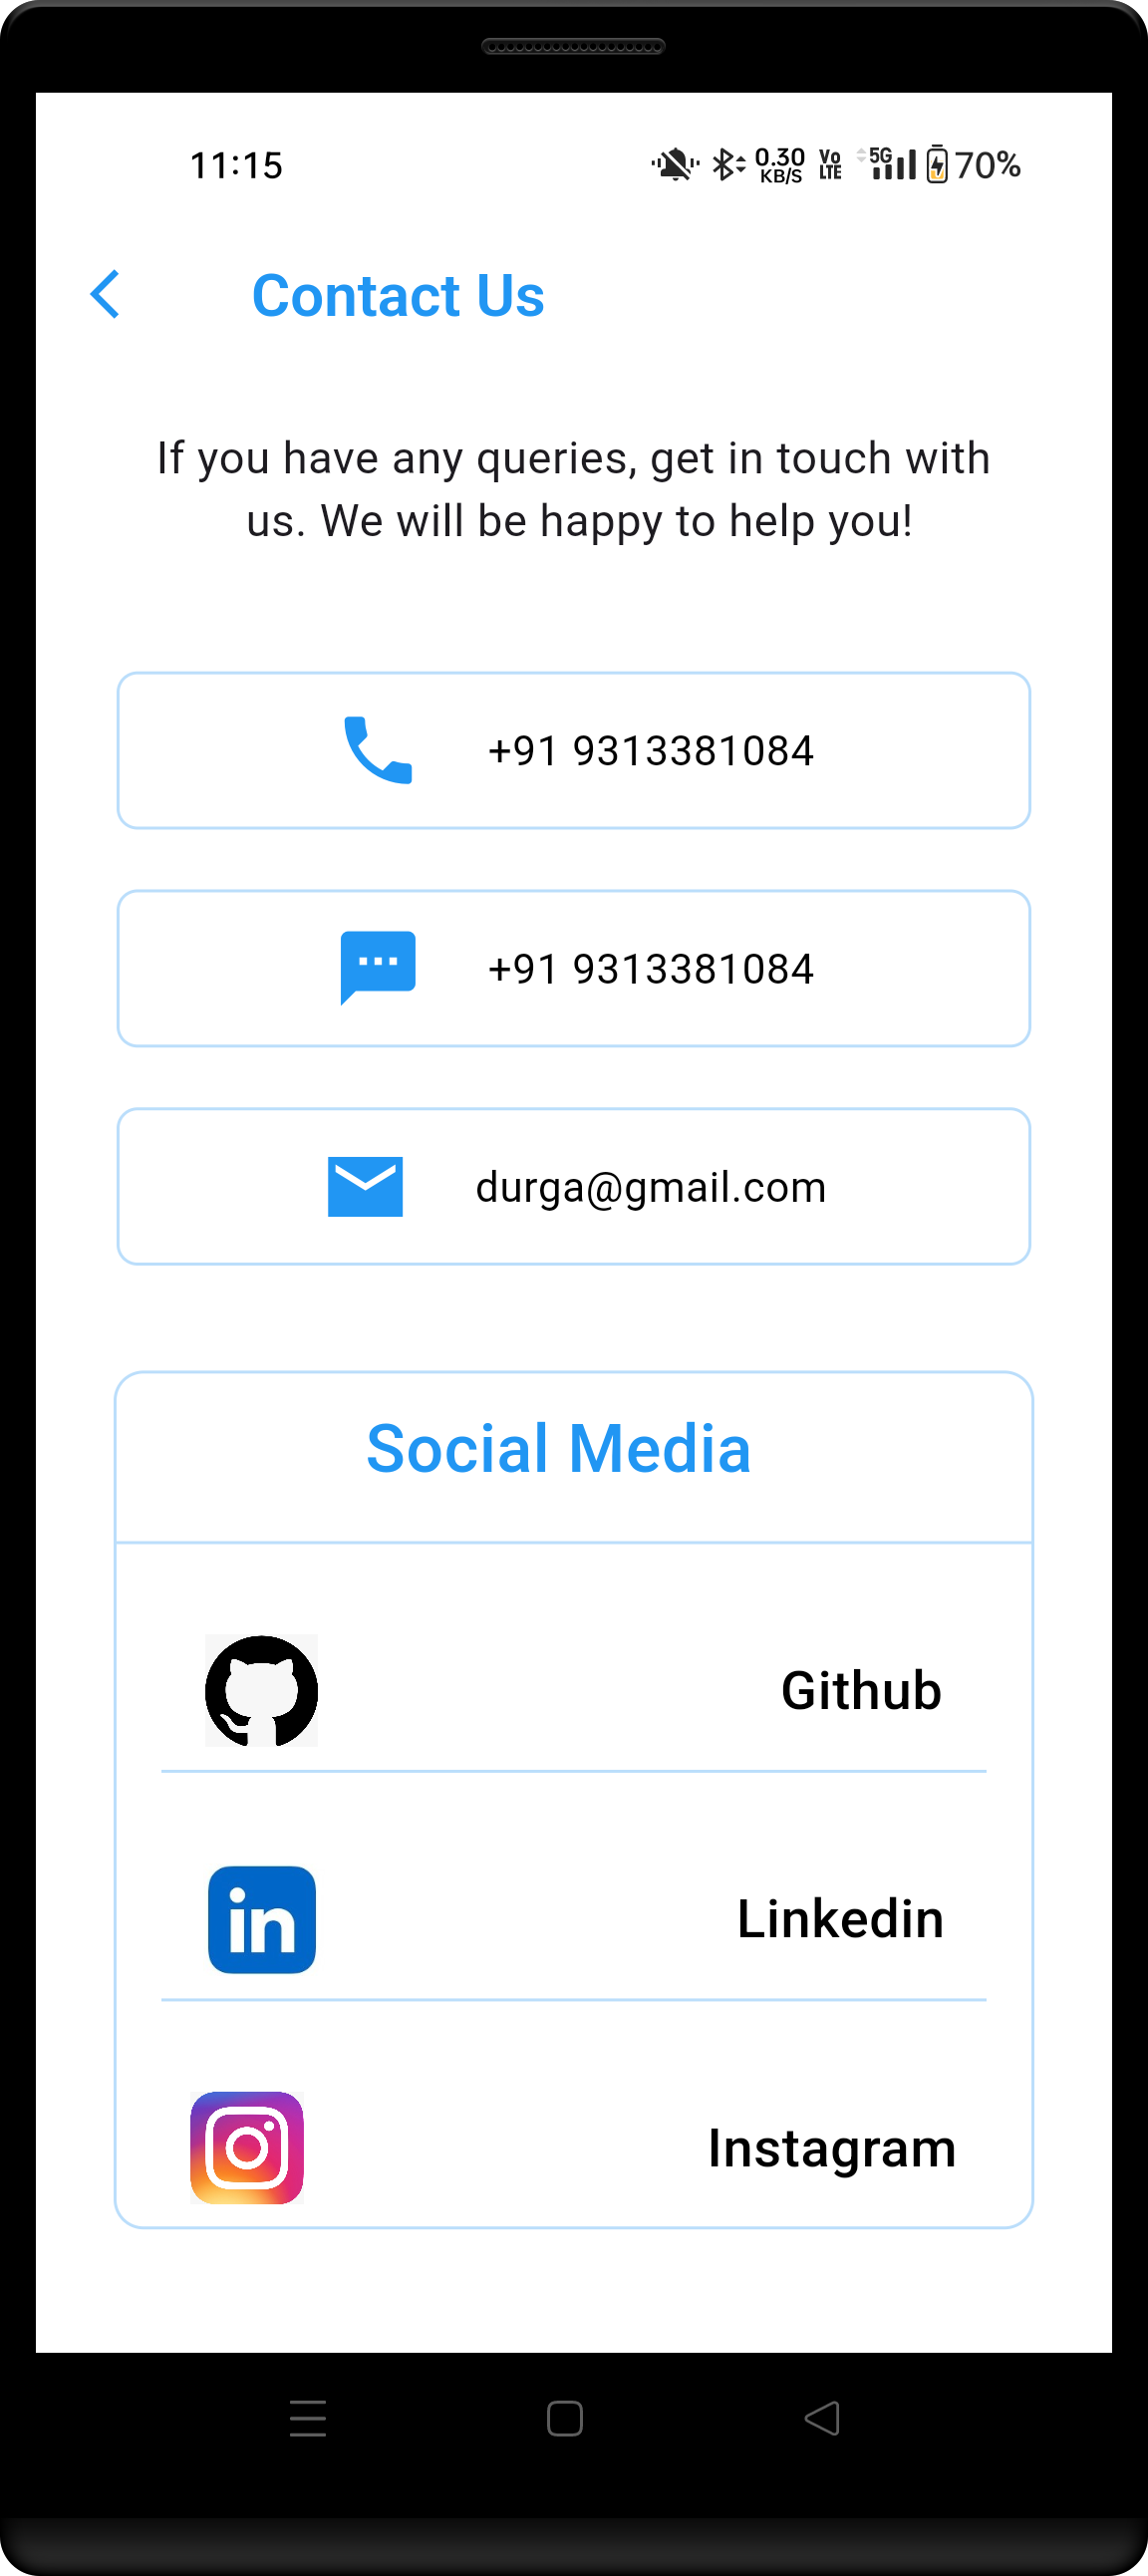 11:15
0.30 KB/S Vo LTE 5G 70%
Contact Us
If you have any queries, get in touch with
us. We will be happy to help you!
+91 9313381084
+91 9313381084
durga@gmail.com
Social Media
Github
in
Linkedin
Instagram